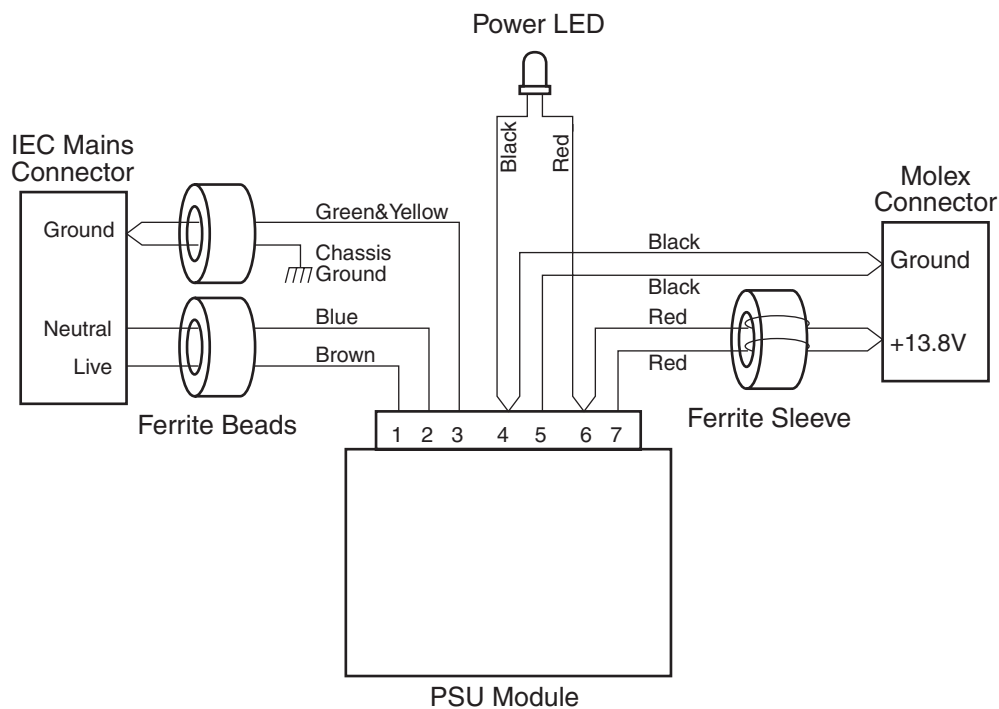 Power LED
Black
Red
IEC Mains
Connector
Ground
Neutral
Live
Green&Yellow
Chassis
Ground
Blue
Brown
Ferrite Beads
Black
Black
Red
Red
Ferrite Sleeve
Molex
Connector
Ground
+13.8V
1 2 3 4 5 6 7
PSU Module